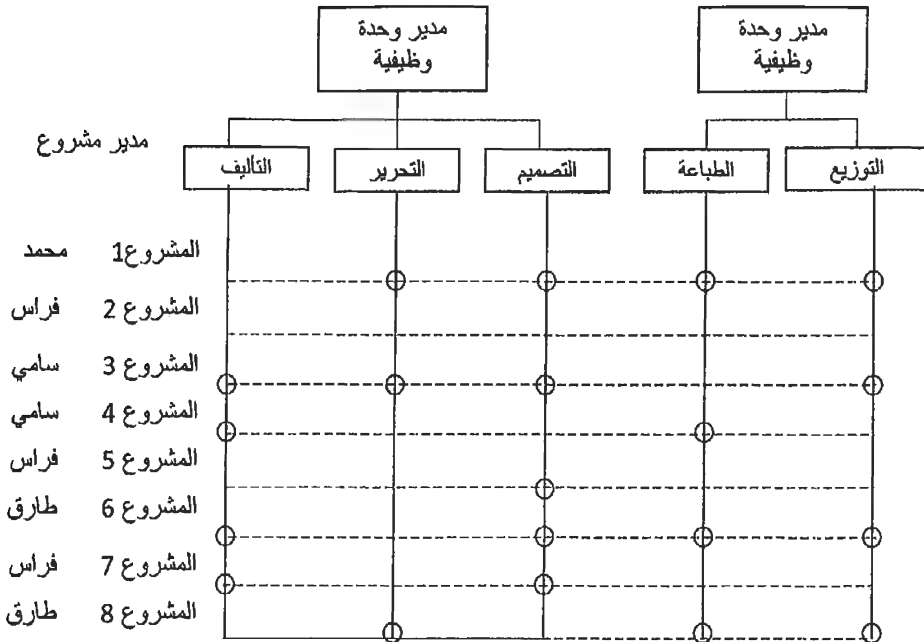 مدير وحدة
وظيفية
مدير وحدة
وظيفية
مدير مشروع
التأليف
التحرير
التصميم
الطباعة
التوزيع
المشروع1 محمد
المشروع 2 فراس
المشروع 3 سامي
المشروع 4 سامي
المشروع 5 فراس
المشروع 6 طارق
المشروع 7 فراس
المشروع 8 طارق